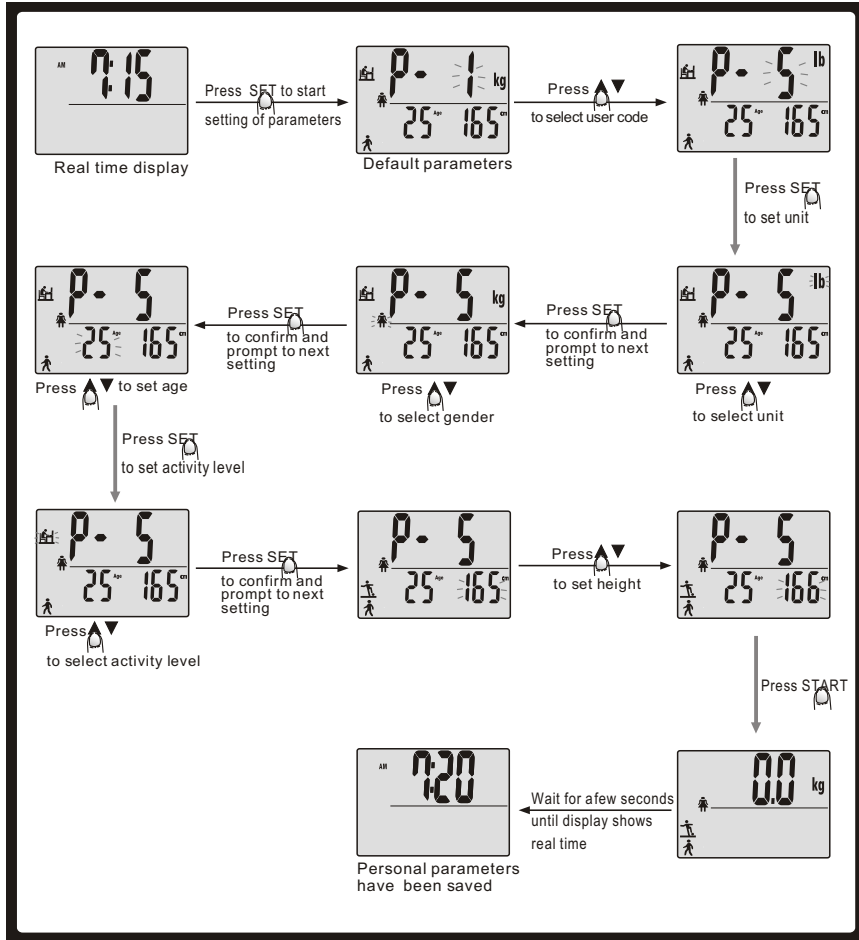 AM 7:15
Real time display
Press SET to start
setting of parameters
P- 1 kg
25 Age 165 cm
Default parameters
Press ▲▼
to select user code
P- 5 lb
25 Age 165 cm
Press SET
to set unit
P- 5 lb
25 Age 165 cm
Press ▲▼
to select unit
Press SET
to confirm and
prompt to next
setting
P- 5 kg
25 Age 165 cm
Press ▲▼
to select gender
Press SET
to confirm and
prompt to next
setting
P- 5
25 Age 165 cm
Press ▲▼ to set age
Press SET
to set activity level
P- 5
25 Age 165 cm
Press ▲▼
to select activity level
Press SET
to confirm and
prompt to next
setting
P- 5
25 Age 165 cm
Press ▲▼
to set height
P- 5
25 Age 166 cm
Press START
0.0 kg
Wait for afew seconds
until display shows
real time
AM 7:20
Personal parameters
have been saved